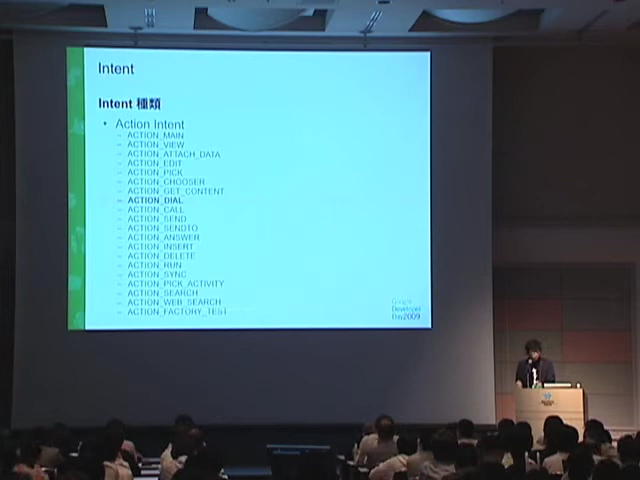 Intent
Intent 種類
• Action Intent
– ACTION_MAIN
– ACTION_VIEW
– ACTION_ATTACH_DATA
– ACTION_EDIT
– ACTION_PICK
– ACTION_CHOOSER
– ACTION_GET_CONTENT
– ACTION_DIAL
– ACTION_CALL
– ACTION_SEND
– ACTION_SENDTO
– ACTION_ANSWER
– ACTION_INSERT
– ACTION_DELETE
– ACTION_RUN
– ACTION_SYNC
– ACTION_PICK_ACTIVITY
– ACTION_SEARCH
– ACTION_WEB_SEARCH
– ACTION_FACTORY_TEST
Google
Developer
Day2009